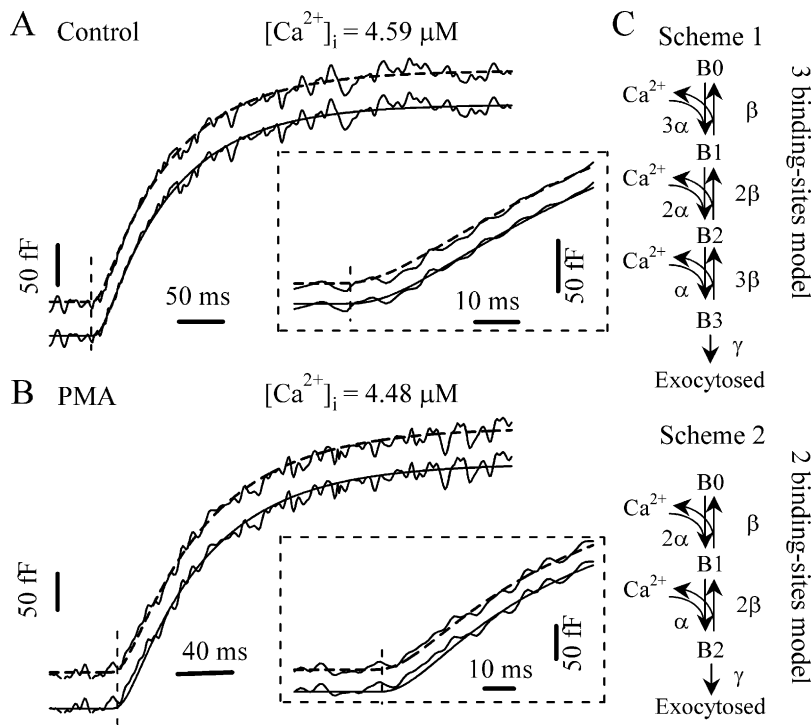 A Control [Ca2+]i = 4.59 µM
50 fF
50 ms
10 ms
50 fF
B PMA [Ca2+]i = 4.48 µM
50 fF
40 ms
10 ms
50 fF
C Scheme 1
B0
Ca2+
3α
β
B1
Ca2+
2α
2β
B2
Ca2+
α
3β
B3
γ
Exocytosed
3 binding-sites model
Scheme 2
B0
Ca2+
2α
β
B1
Ca2+
α
2β
B2
γ
Exocytosed
2 binding-sites model